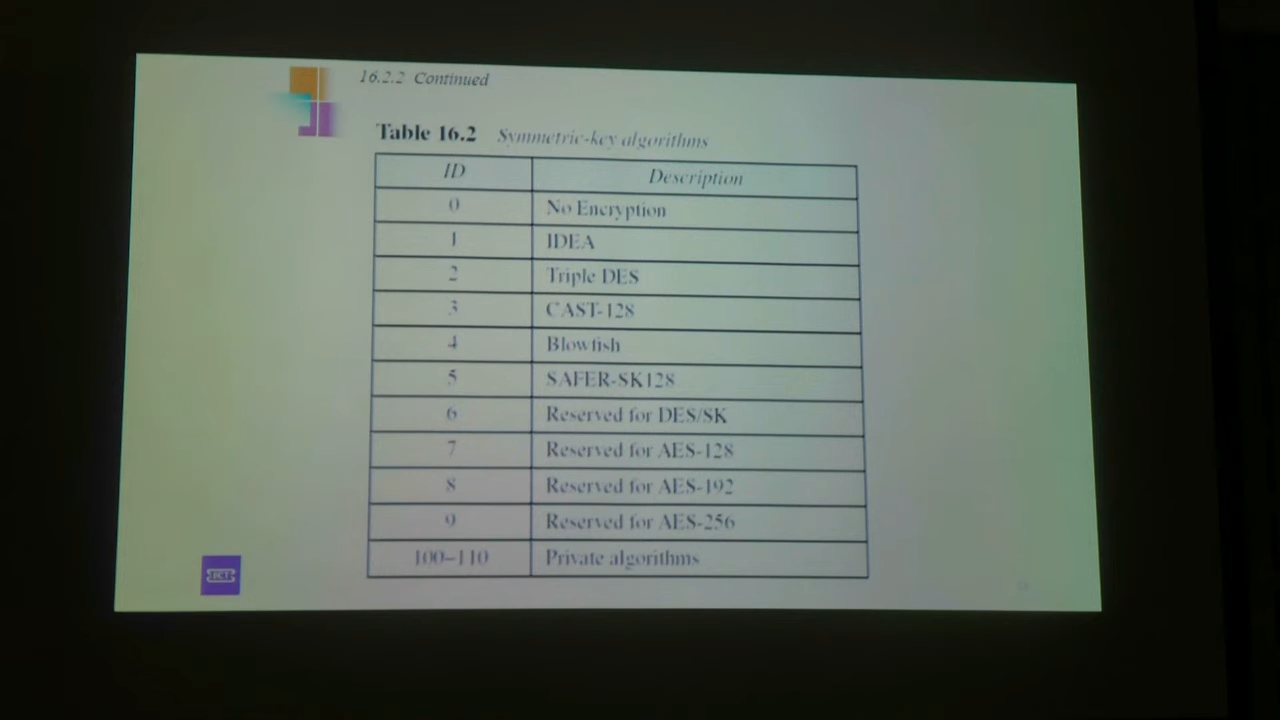 16.2.2 Continued
Table 16.2 Symmetric-key algorithms
ID Description
0 No Encryption
1 IDEA
2 Triple DES
3 CAST-128
4 Blowfish
5 SAFER-SK128
6 Reserved for DES/SK
7 Reserved for AES-128
8 Reserved for AES-192
9 Reserved for AES-256
100–110 Private algorithms